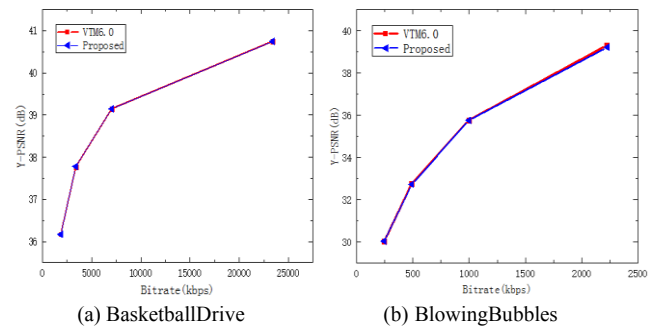 VTM6.0
Proposed
41
40
39
38
37
36
Y-PSNR(dB)
0 5000 10000 15000 20000 25000
Bitrate(kbps)
(a) BasketballDrive
VTM6.0
Proposed
40
38
36
34
32
30
Y-PSNR(dB)
0 500 1000 1500 2000 2500
Bitrate(kbps)
(b) BlowingBubbles